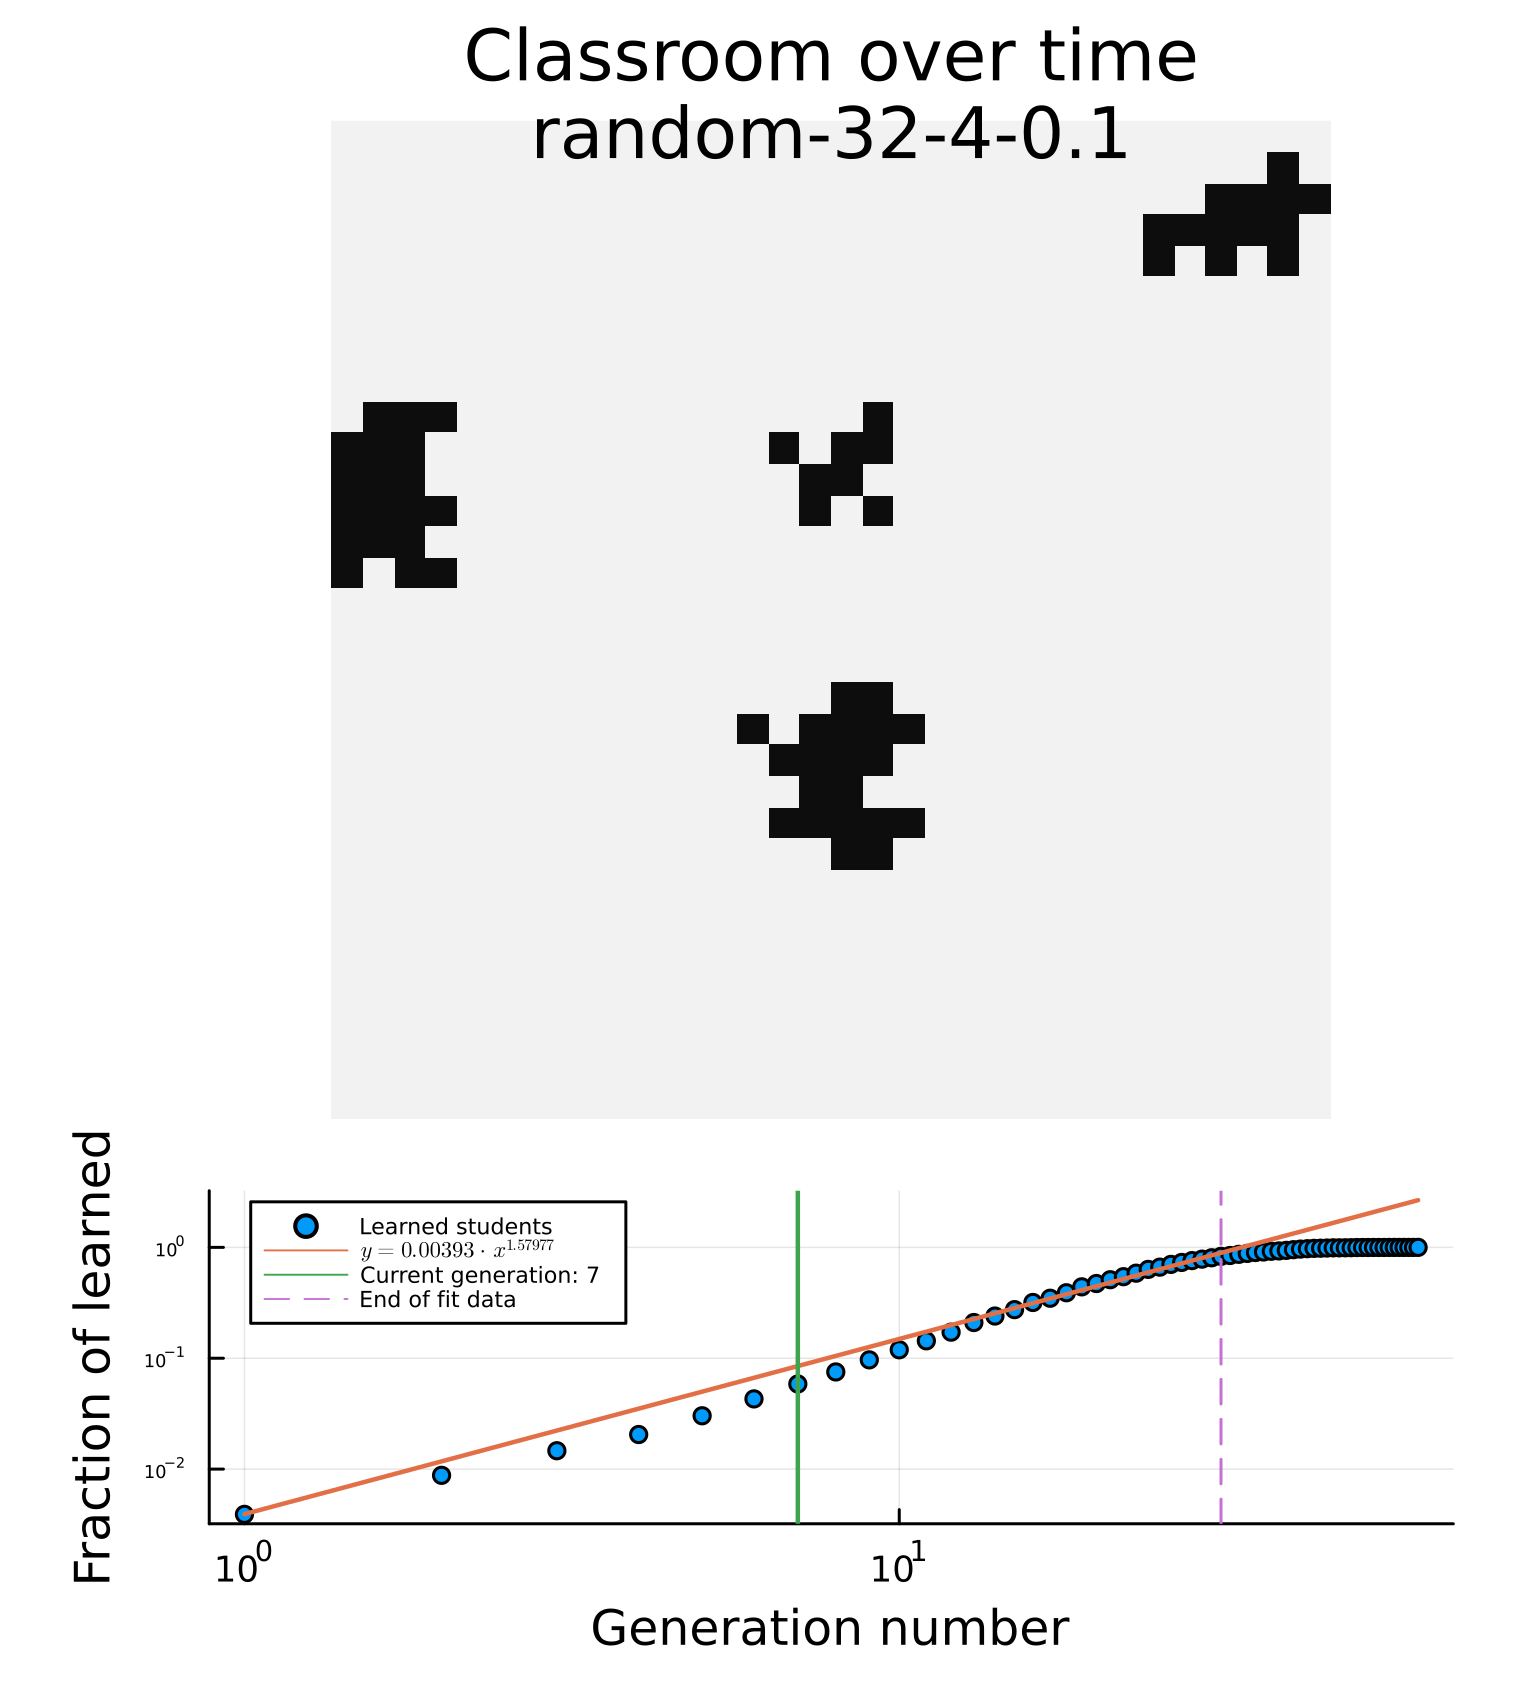 Classroom over time
random-32-4-0.1
Fraction of learned
Learned students
y = 0.00393 · x^1.57977
Current generation: 7
End of fit data
10^0
10^-1
10^-2
10^0
10^1
Generation number